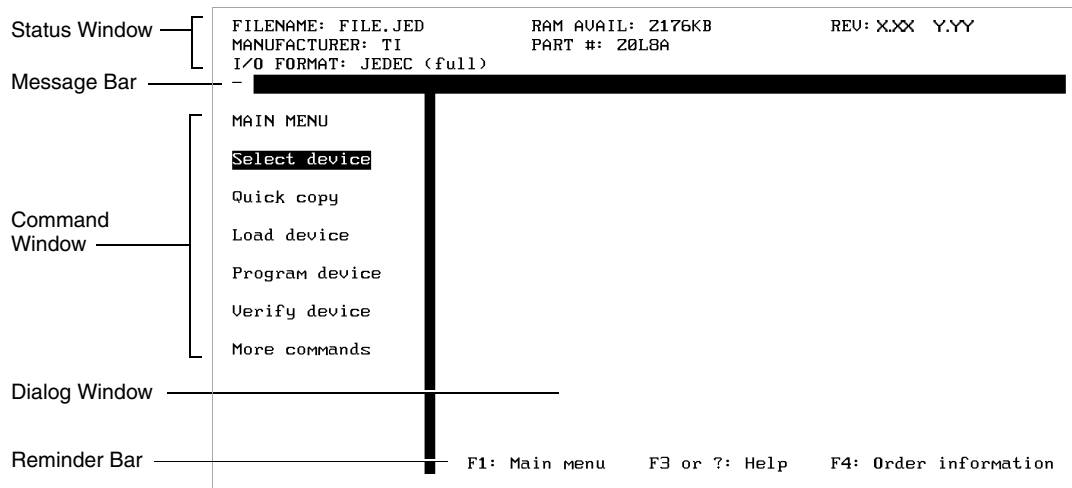 Status Window
FILENAME: FILE.JED RAM AVAIL: 2176KB REV: X.XX Y.YY
MANUFACTURER: TI PART #: 20L8A
I/O FORMAT: JEDEC (full)
Message Bar
Command Window
MAIN MENU
Select device
Quick copy
Load device
Program device
Verify device
More commands
Dialog Window
Reminder Bar
F1: Main menu F3 or ?: Help F4: Order information